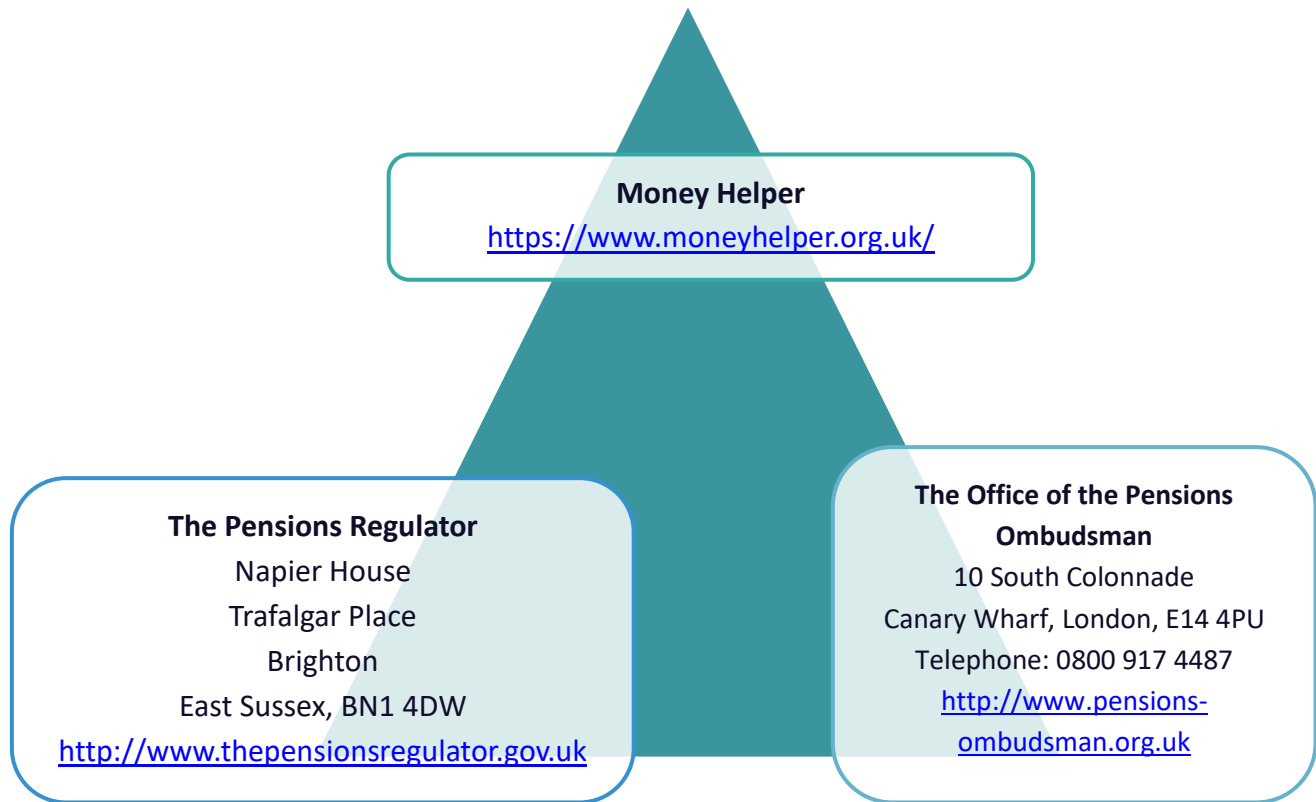 Money Helper
https://www.moneyhelper.org.uk/
The Pensions Regulator
Napier House
Trafalgar Place
Brighton
East Sussex, BN1 4DW
http://www.thepensionsregulator.gov.uk
The Office of the Pensions
Ombudsman
10 South Colonnade
Canary Wharf, London, E14 4PU
Telephone: 0800 917 4487
http://www.pensions-
ombudsman.org.uk